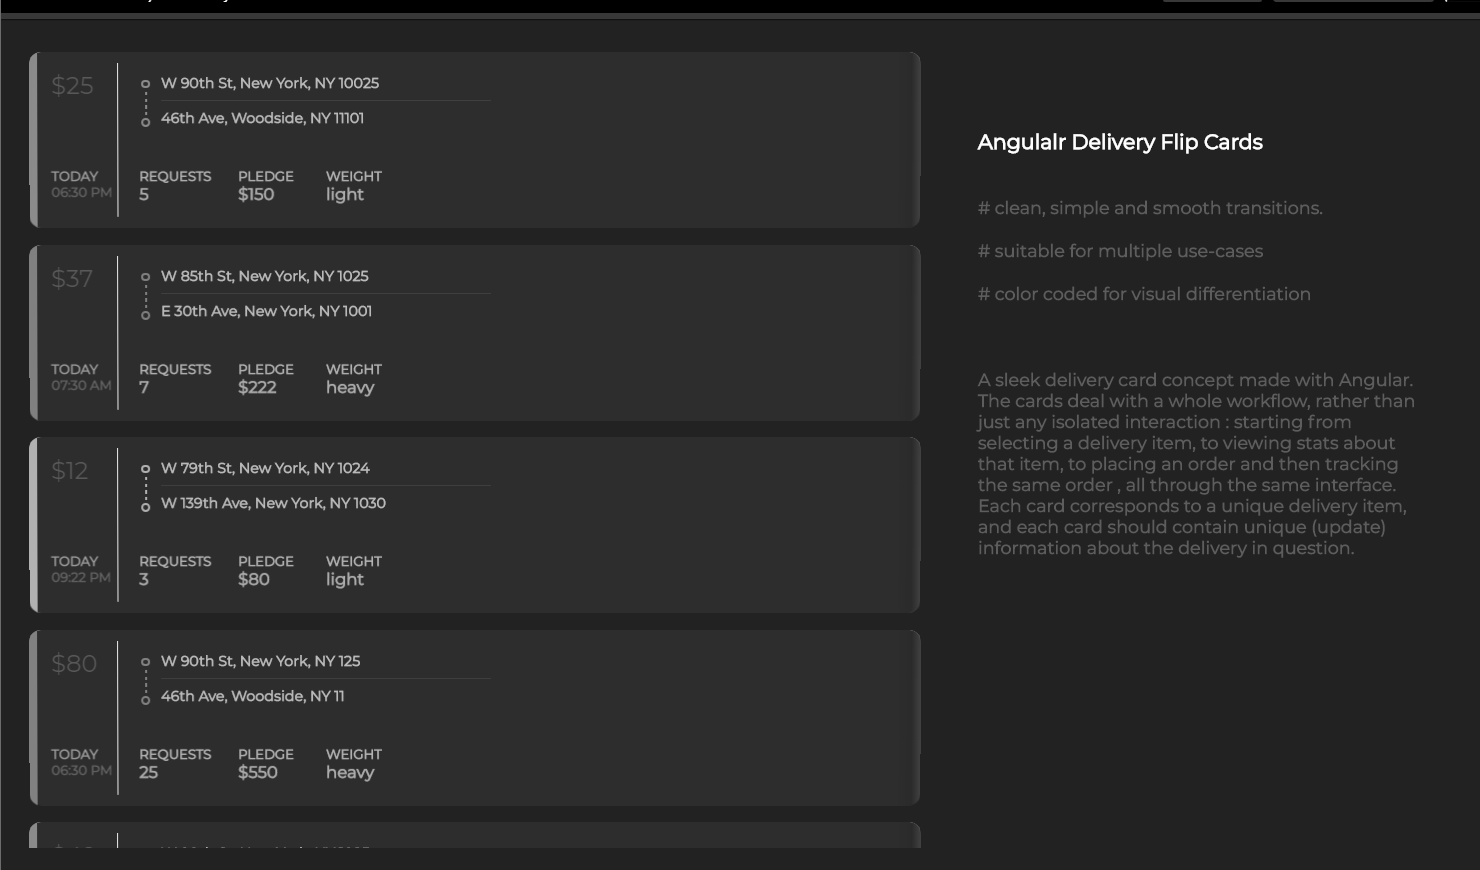 $25
W 90th St, New York, NY 10025
46th Ave, Woodside, NY 11101
TODAY
06:30 PM
REQUESTS PLEDGE WEIGHT
5 $150 light
$37
W 85th St, New York, NY 1025
E 30th Ave, New York, NY 1001
TODAY
07:30 AM
REQUESTS PLEDGE WEIGHT
7 $222 heavy
$12
W 79th St, New York, NY 1024
W 139th Ave, New York, NY 1030
TODAY
09:22 PM
REQUESTS PLEDGE WEIGHT
3 $80 light
$80
W 90th St, New York, NY 125
46th Ave, Woodside, NY 11
TODAY
06:30 PM
REQUESTS PLEDGE WEIGHT
25 $550 heavy
Angulalr Delivery Flip Cards
# clean, simple and smooth transitions.
# suitable for multiple use-cases
# color coded for visual differentiation
A sleek delivery card concept made with Angular.
The cards deal with a whole workflow, rather than
just any isolated interaction : starting from
selecting a delivery item, to viewing stats about
that item, to placing an order and then tracking
the same order , all through the same interface.
Each card corresponds to a unique delivery item,
and each card should contain unique (update)
information about the delivery in question.